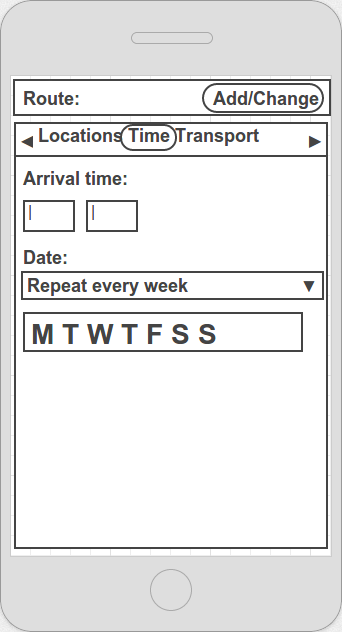 Route: Add/Change
◀ Locations Time Transport ▶
Arrival time:
Date:
Repeat every week ▼
M T W T F S S